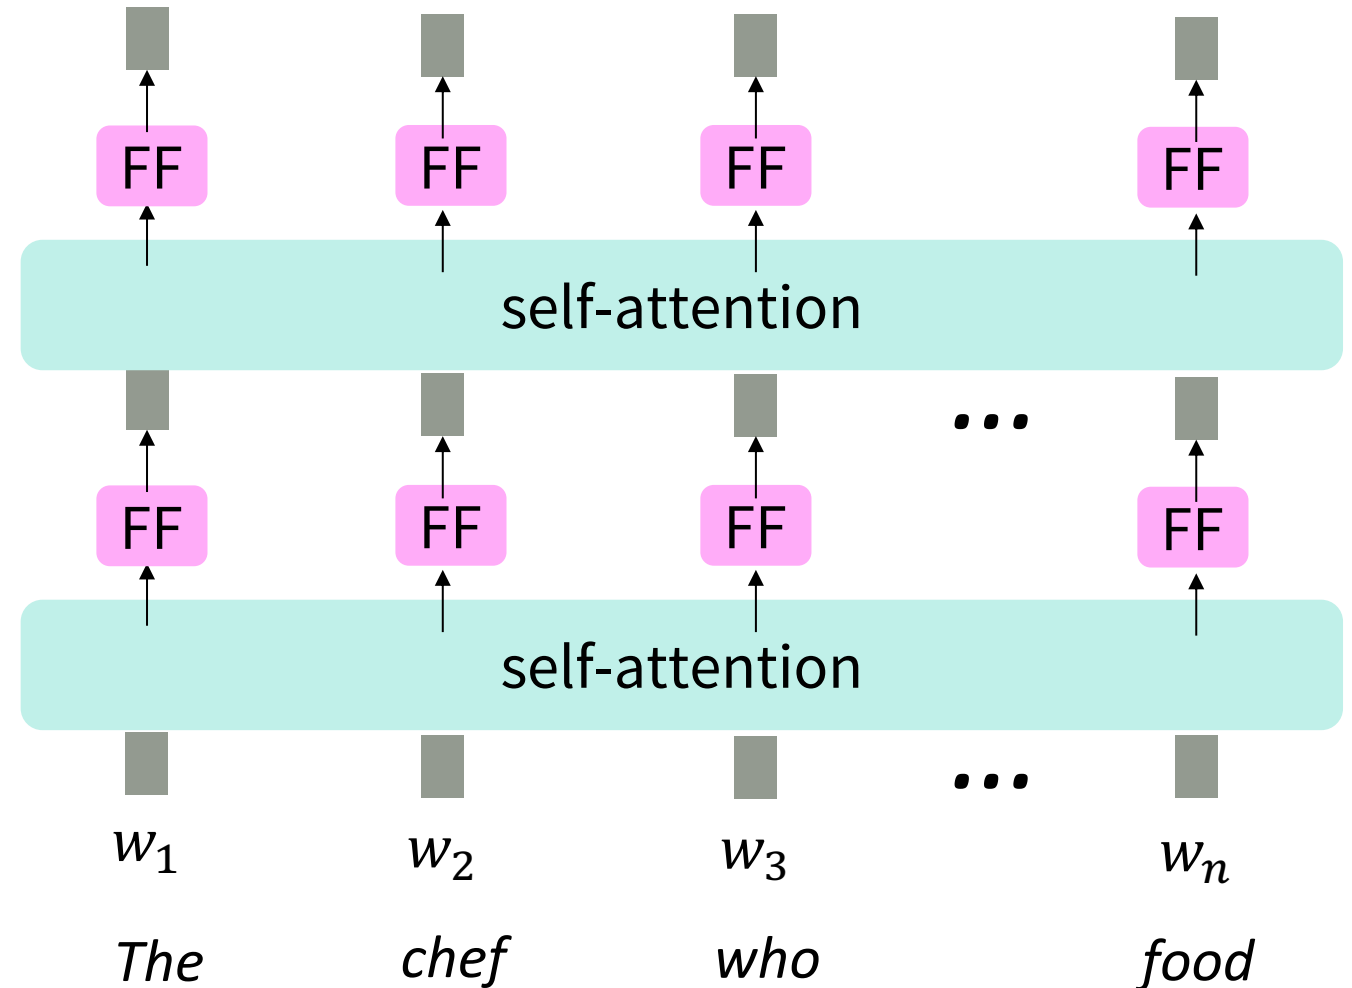 FF FF FF FF
self-attention
...
FF FF FF FF
self-attention
...
w₁ w₂ w₃ wₙ
The chef who food